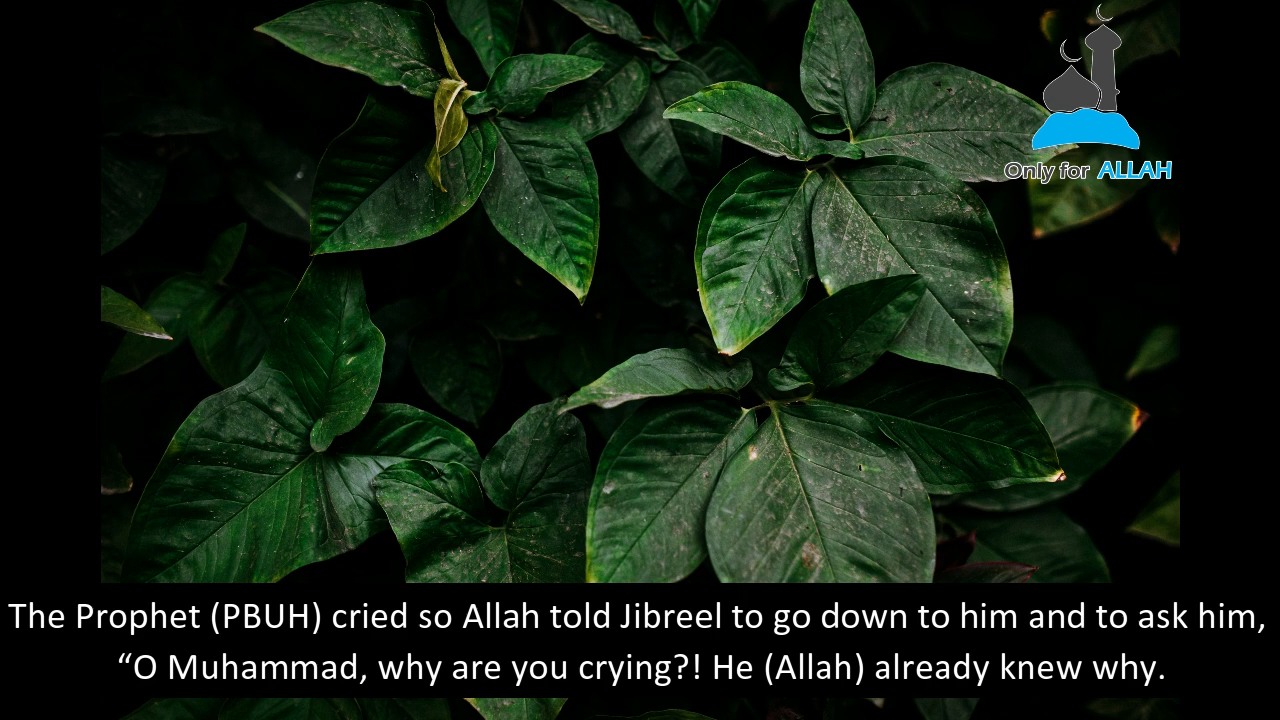 Only for ALLAH
The Prophet (PBUH) cried so Allah told Jibreel to go down to him and to ask him,
“O Muhammad, why are you crying?! He (Allah) already knew why.